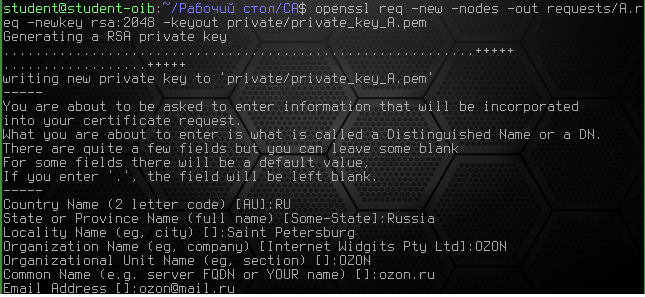 student@student-oib:~/Рабочий стол/CA$ openssl req -new -nodes -out requests/A.r
eq -newkey rsa:2048 -keyout private/private_key_A.pem
Generating a RSA private key
...............................................................+++++
...................+++++
writing new private key to 'private/private_key_A.pem'
-----
You are about to be asked to enter information that will be incorporated
into your certificate request.
What you are about to enter is what is called a Distinguished Name or a DN.
There are quite a few fields but you can leave some blank
For some fields there will be a default value,
If you enter '.', the field will be left blank.
-----
Country Name (2 letter code) [AU]:RU
State or Province Name (full name) [Some-State]:Russia
Locality Name (eg, city) []:Saint Petersburg
Organization Name (eg, company) [Internet Widgits Pty Ltd]:OZON
Organizational Unit Name (eg, section) []:OZON
Common Name (e.g. server FQDN or YOUR name) []:ozon.ru
Email Address []:ozon@mail.ru